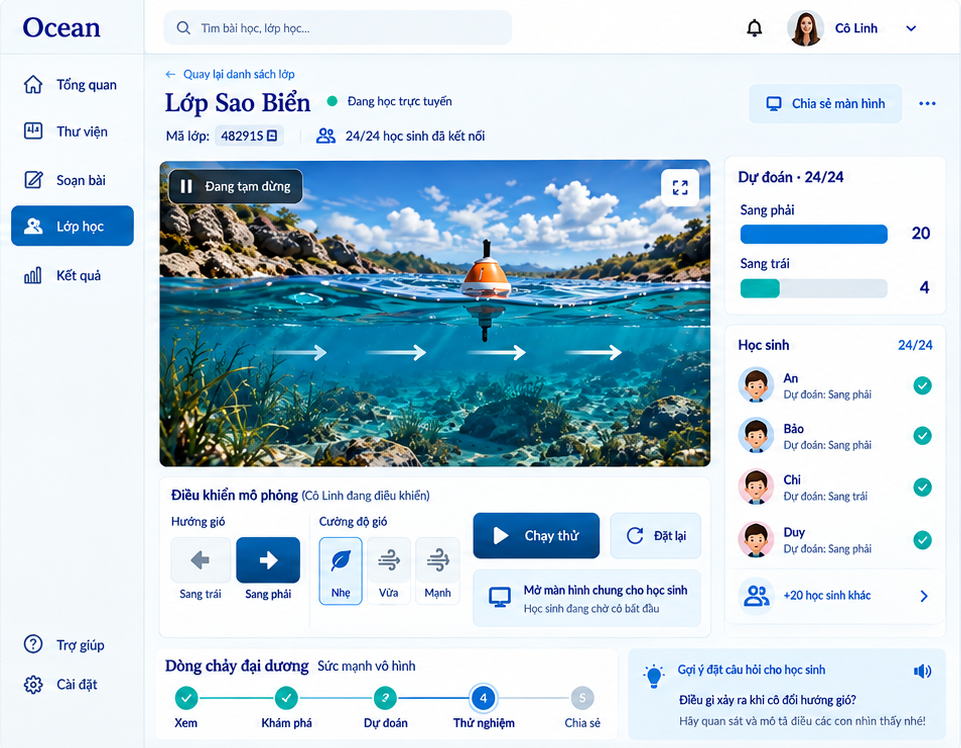 Ocean
Tìm bài học, lớp học...
Cô Linh
Tổng quan
Thư viện
Soạn bài
Lớp học
Kết quả
Trợ giúp
Cài đặt
← Quay lại danh sách lớp
Lớp Sao Biển
Đang học trực tuyến
Mã lớp: 482915
24/24 học sinh đã kết nối
Chia sẻ màn hình
Đang tạm dừng
Dự đoán · 24/24
Sang phải
20
Sang trái
4
Học sinh 24/24
An
Dự đoán: Sang phải
Bảo
Dự đoán: Sang phải
Chi
Dự đoán: Sang trái
Duy
Dự đoán: Sang phải
+20 học sinh khác
Điều khiển mô phỏng (Cô Linh đang điều khiển)
Hướng gió
Sang trái
Sang phải
Cường độ gió
Nhẹ
Vừa
Mạnh
Chạy thử
Đặt lại
Mở màn hình chung cho học sinh
Học sinh đang chờ cô bắt đầu
Dòng chảy đại dương Sức mạnh vô hình
4
Xem
Khám phá
Dự đoán
Thử nghiệm
Chia sẻ
Gợi ý đặt câu hỏi cho học sinh
Điều gì xảy ra khi cô đổi hướng gió?
Hãy quan sát và mô tả điều các con nhìn thấy nhé!